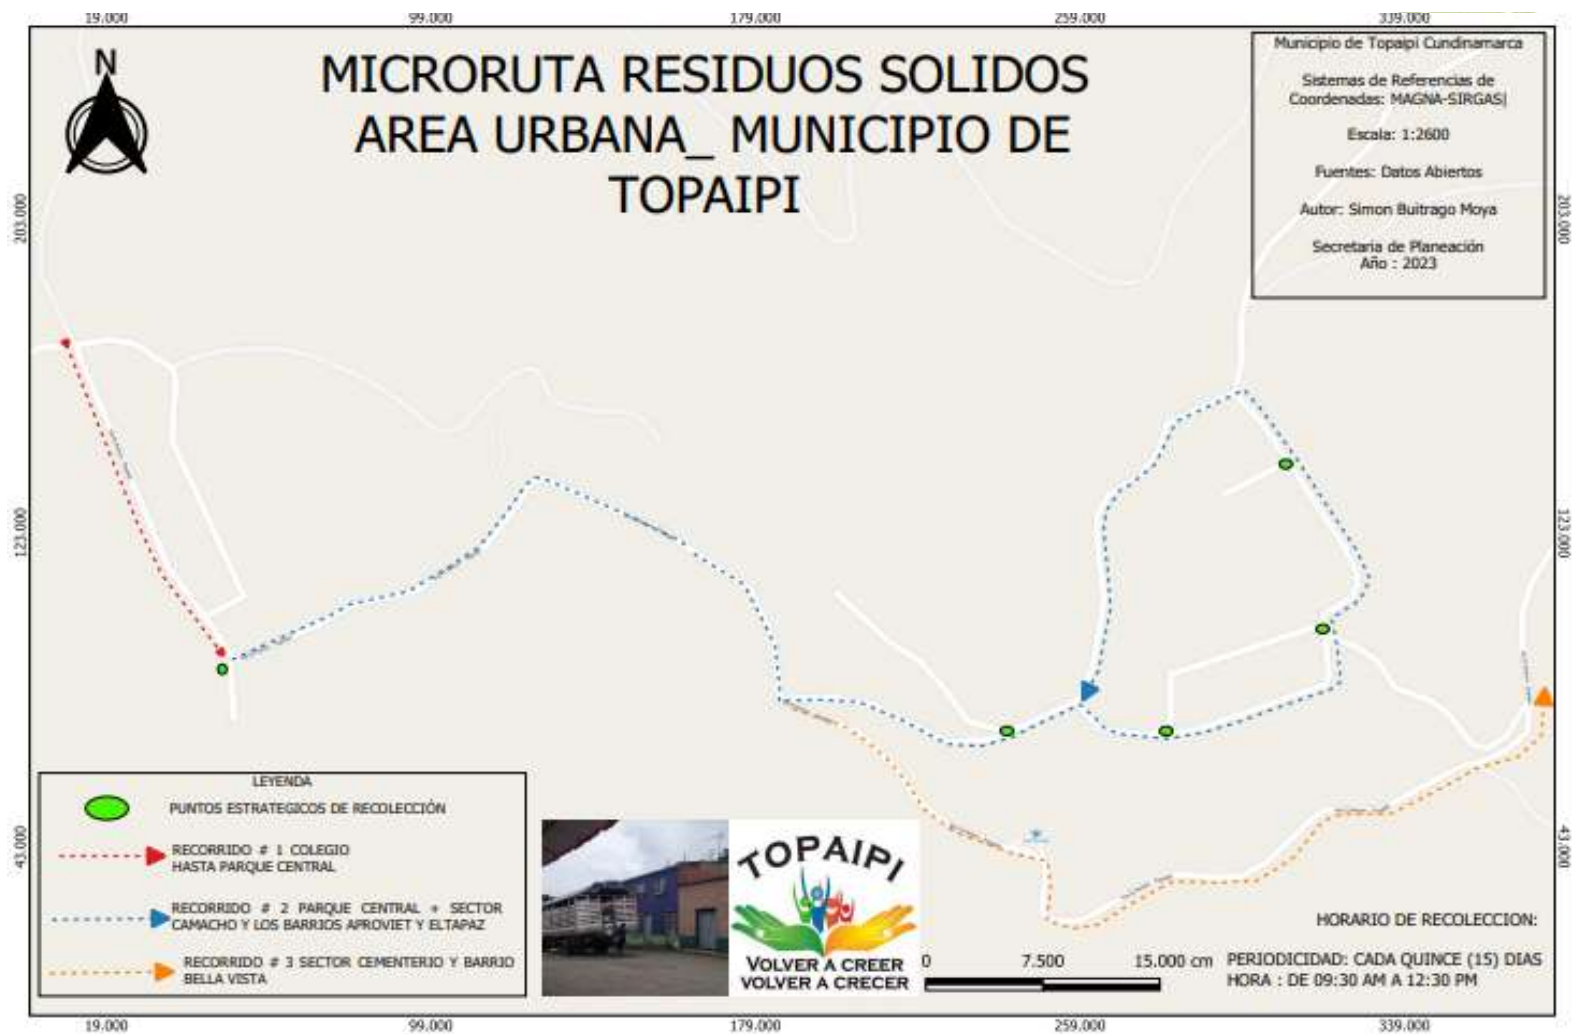 19.000 99.000 179.000 259.000 339.000
N
MICRORUTA RESIDUOS SOLIDOS
AREA URBANA_ MUNICIPIO DE
TOPAIPI
Municipio de Topaipi Cundinamarca
Sistemas de Referencias de
Coordenadas: MAGNA-SIRGAS|
Escala: 1:2600
Fuentes: Datos Abiertos
Autor: Simon Buitrago Moya
Secretaria de Planeación
Año : 2023
203.000 203.000
123.000 123.000
43.000 43.000
LEYENDA
PUNTOS ESTRATEGICOS DE RECOLECCIÓN
RECORRIDO # 1 COLEGIO
HASTA PARQUE CENTRAL
RECORRIDO # 2 PARQUE CENTRAL + SECTOR
CAMACHO Y LOS BARRIOS APROVIET Y ELTAPAZ
RECORRIDO # 3 SECTOR CEMENTERIO Y BARRIO
BELLA VISTA
TOPAIPI
VOLVER A CREER
VOLVER A CRECER
0 7.500 15.000 cm
HORARIO DE RECOLECCION:
PERIODICIDAD: CADA QUINCE (15) DIAS
HORA : DE 09:30 AM A 12:30 PM
19.000 99.000 179.000 259.000 339.000